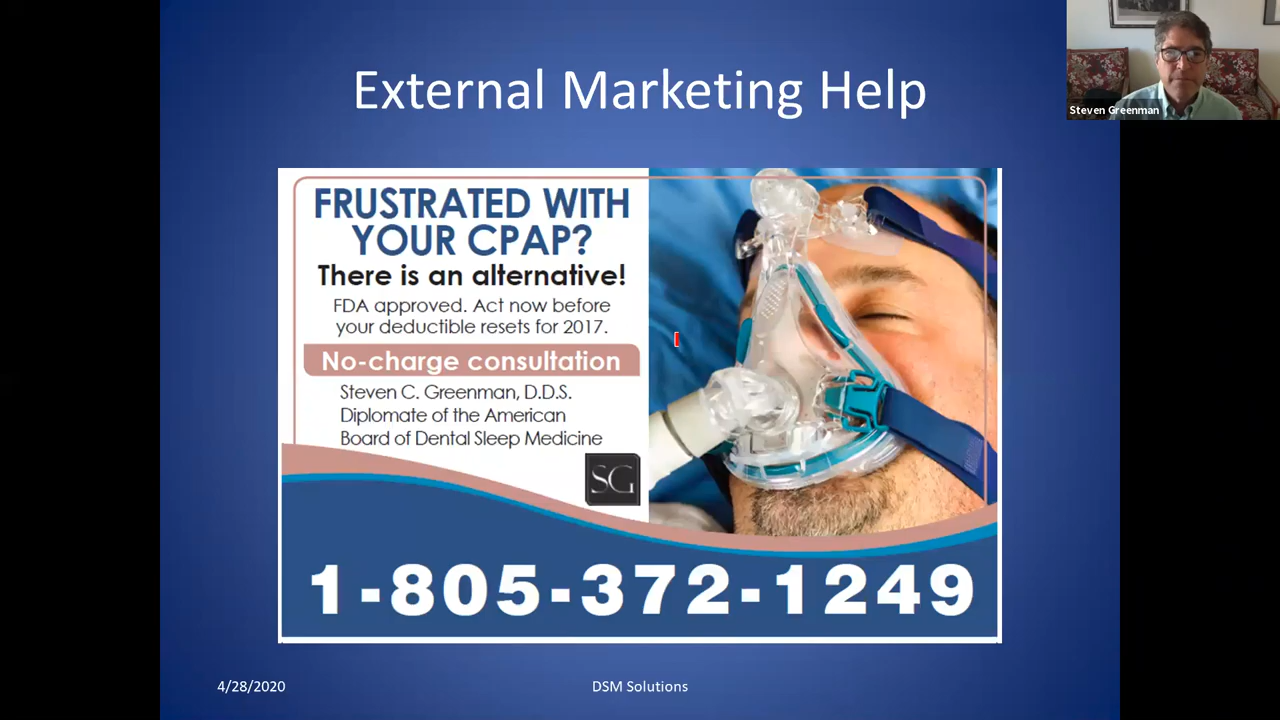 External Marketing Help
Steven Greenman
FRUSTRATED WITH
YOUR CPAP?
There is an alternative!
FDA approved. Act now before
your deductible resets for 2017.
No-charge consultation
Steven C. Greenman, D.D.S.
Diplomate of the American
Board of Dental Sleep Medicine
SG
1-805-372-1249
4/28/2020
DSM Solutions